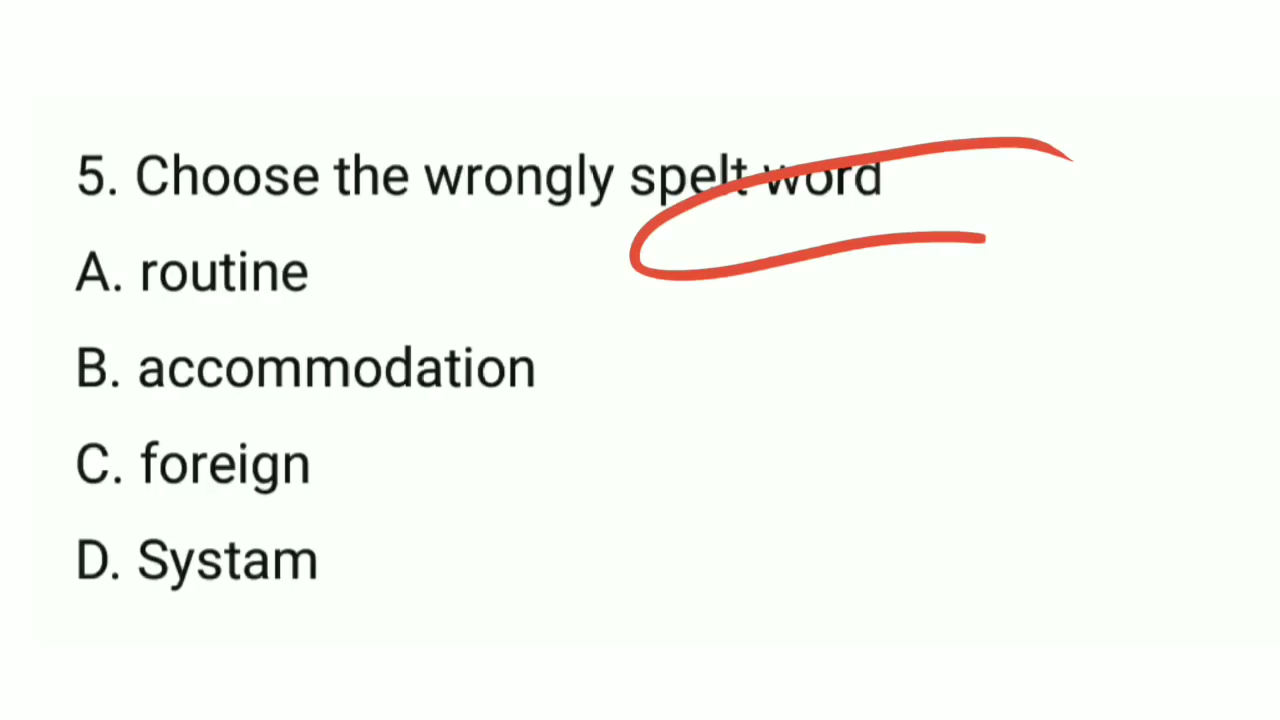 5. Choose the wrongly spelt word
A. routine
B. accommodation
C. foreign
D. Systam